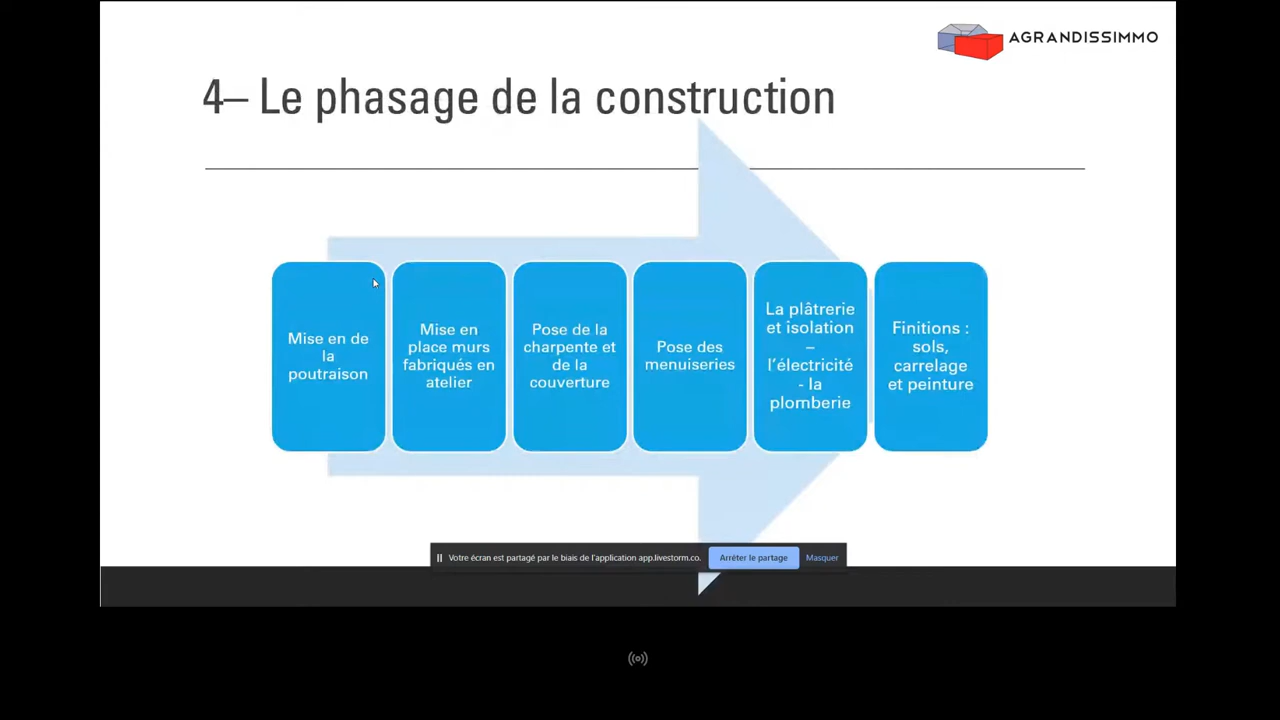 AGRANDISSIMMO
4– Le phasage de la construction
Mise en de
la
poutraison
Mise en
place murs
fabriqués en
atelier
Pose de la
charpente et
de la
couverture
Pose des
menuiseries
La plâtrerie
et isolation
–
l'électricité
- la
plomberie
Finitions :
sols,
carrelage
et peinture
Votre écran est partagé par le biais de l'application app.livestorm.co.
Arrêter le partage
Masquer